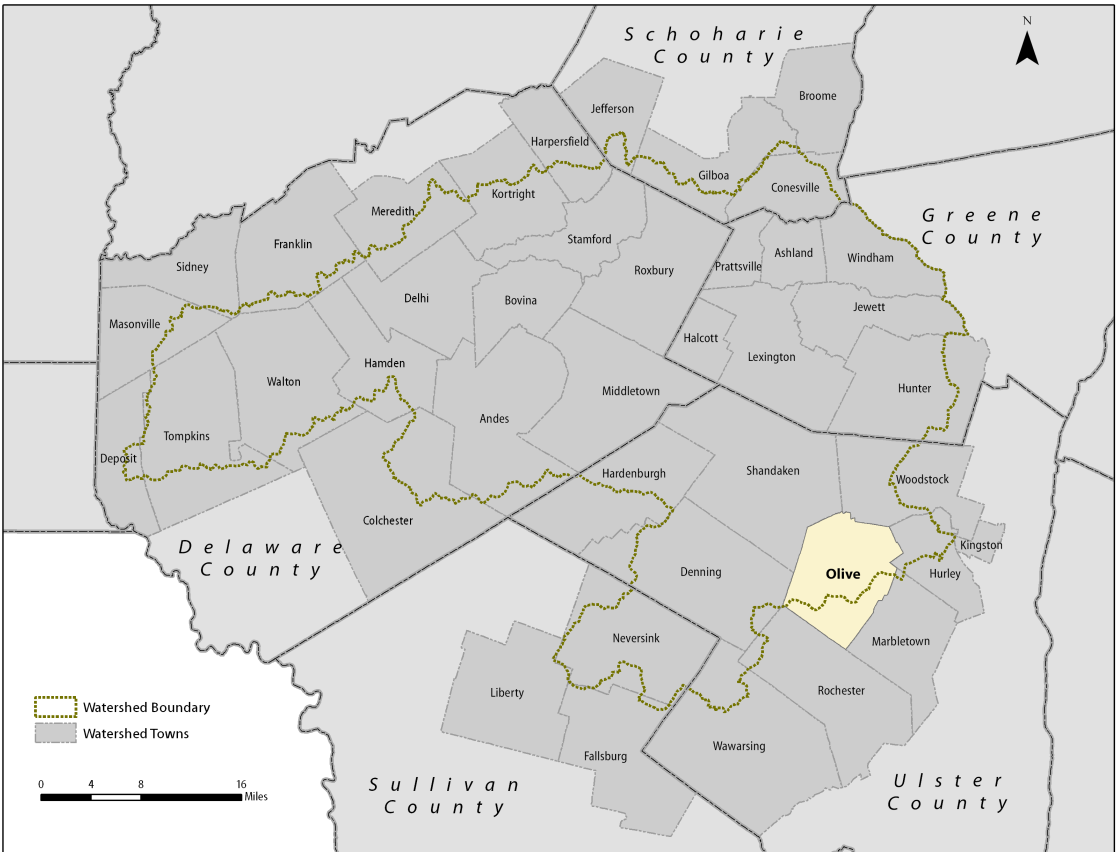 Schoharie
County
N
Broome
Jefferson
Harpersfield
Gilboa
Conesville
Kortright
Meredith
Greene
County
Franklin
Stamford
Ashland
Windham
Sidney
Roxbury
Prattsville
Delhi
Bovina
Jewett
Masonville
Halcott
Lexington
Hamden
Walton
Middletown
Hunter
Andes
Tompkins
Deposit
Hardenburgh
Shandaken
Woodstock
Colchester
Delaware
County
Kingston
Denning
Olive
Hurley
Neversink
Marbletown
Liberty
Rochester
Watershed Boundary
Watershed Towns
Wawarsing
Fallsburg
Sullivan
County
Ulster
County
0 4 8 16
Miles